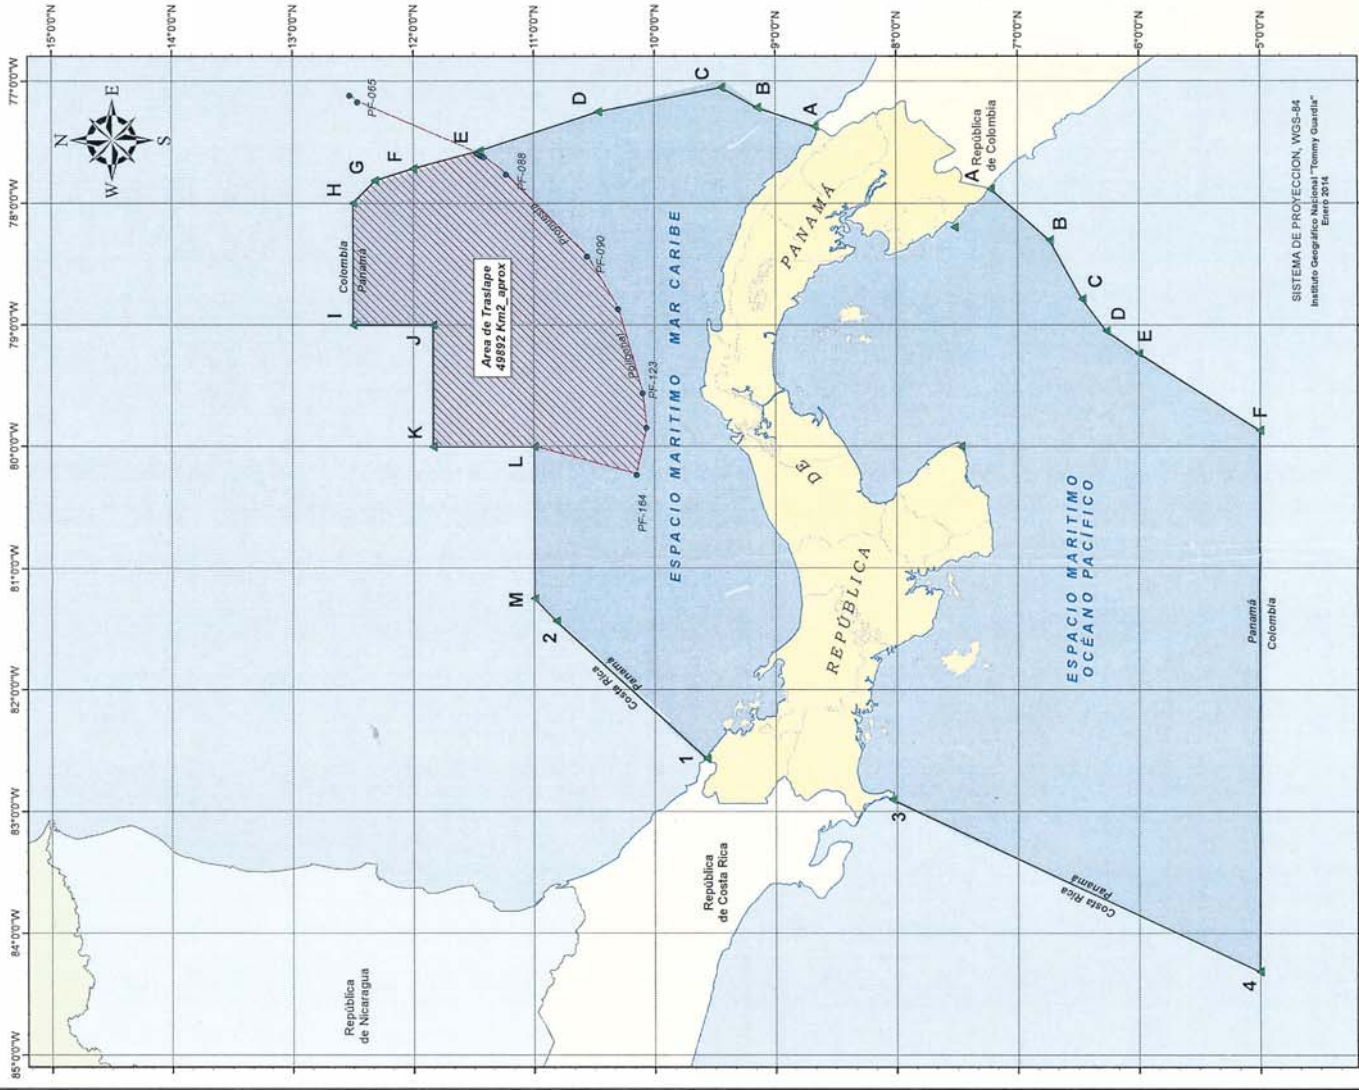 85°0'0"W
84°0'0"W
83°0'0"W
82°0'0"W
81°0'0"W
80°0'0"W
79°0'0"W
78°0'0"W
77°0'0"W
15°0'0"N
14°0'0"N
13°0'0"N
12°0'0"N
11°0'0"N
10°0'0"N
9°0'0"N
8°0'0"N
7°0'0"N
6°0'0"N
5°0'0"N
N
W
E
S
PF-065
H
G
F
E
D
C
B
A
I
J
K
L
M
2
1
Colombia
Panamá
Area de Traslape
49892 Km2_aprox
PF-088
Propuesta
PF-090
Poligonal
PF-123
PF-164
ESPACIO MARITIMO MAR CARIBE
Costa Rica
Panamá
República
de Nicaragua
República
de Costa Rica
REPÚBLICA
DE
PANAMÁ
República
de Colombia
A
B
C
D
E
F
3
4
Costa Rica
Panamá
ESPACIO MARITIMO
OCÉANO PACÍFICO
Panamá
Colombia
SISTEMA DE PROYECCION, WGS-84
Instituto Geográfico Nacional "Tommy Guardia"
Enero 2014